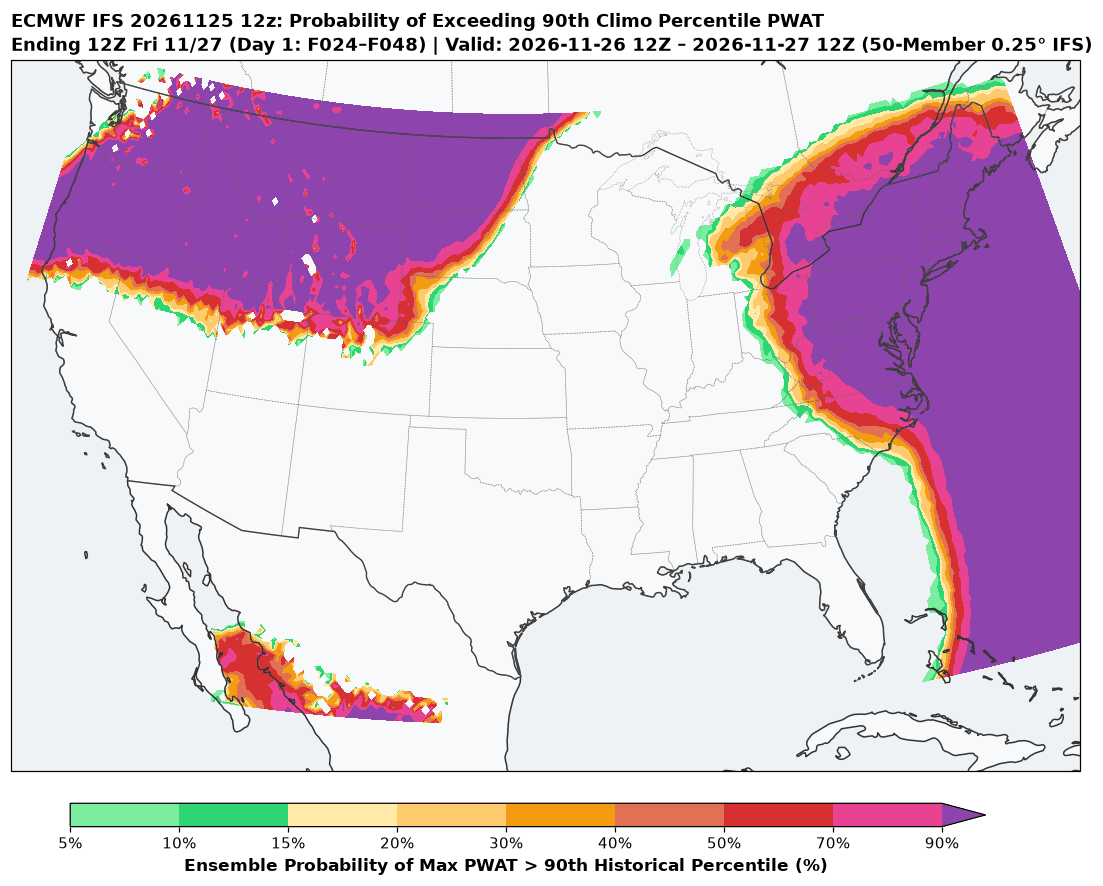 ECMWF IFS 20261125 12z: Probability of Exceeding 90th Climo Percentile PWAT
Ending 12Z Fri 11/27 (Day 1: F024–F048) | Valid: 2026-11-26 12Z – 2026-11-27 12Z (50-Member 0.25° IFS)
5% 10% 15% 20% 30% 40% 50% 70% 90%
Ensemble Probability of Max PWAT > 90th Historical Percentile (%)